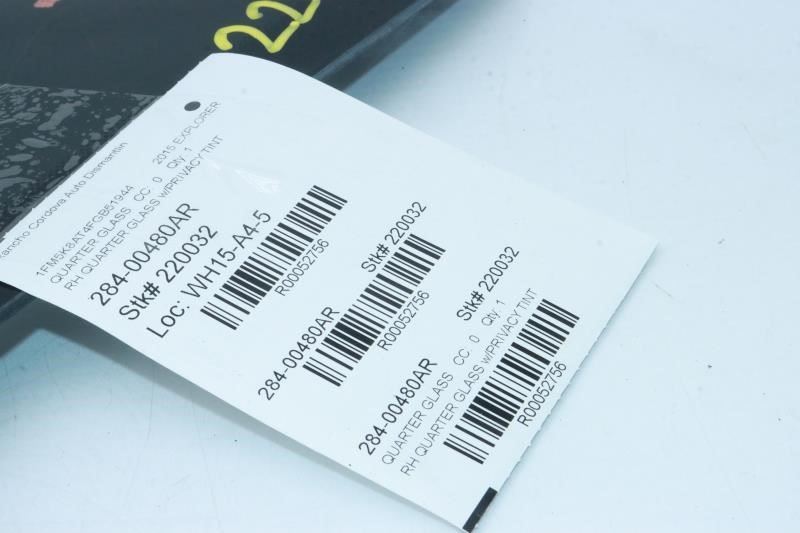 22
Rancho Cordova Auto Dismantlin
1FM5K8AT4FGB51944 2015 EXPLORER
QUARTER GLASS CC 0 Qty 1
RH QUARTER GLASS w/PRIVACY TINT
284-00480AR
Stk# 220032
Loc: WH15-A4-5
R00052756
284-00480AR Stk# 220032
R00052756
284-00480AR Stk# 220032
QUARTER GLASS CC 0 Qty 1
RH QUARTER GLASS w/PRIVACY TINT
R00052756